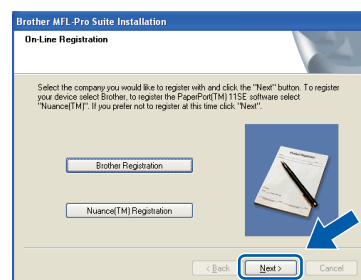 Brother MFL-Pro Suite Installation
On-Line Registration
Select the company you would like to register with and click the "Next" button. To register
your device select Brother, to register the PaperPort(TM) 11SE software select
"Nuance(TM)". If you prefer not to register at this time click "Next".
Brother Registration
Nuance(TM) Registration
< Back
Next >
Cancel